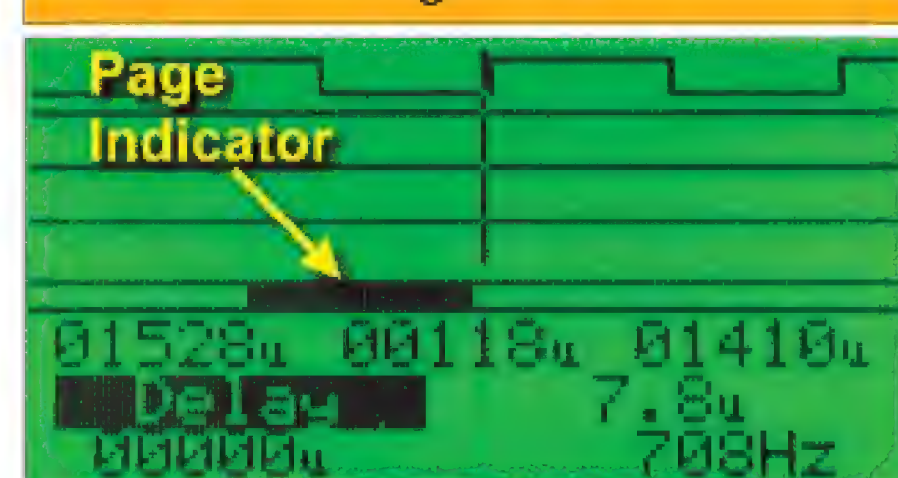 Page
Indicator
01528u 00118u 01410u
Delay 7.8u
00000u 708Hz